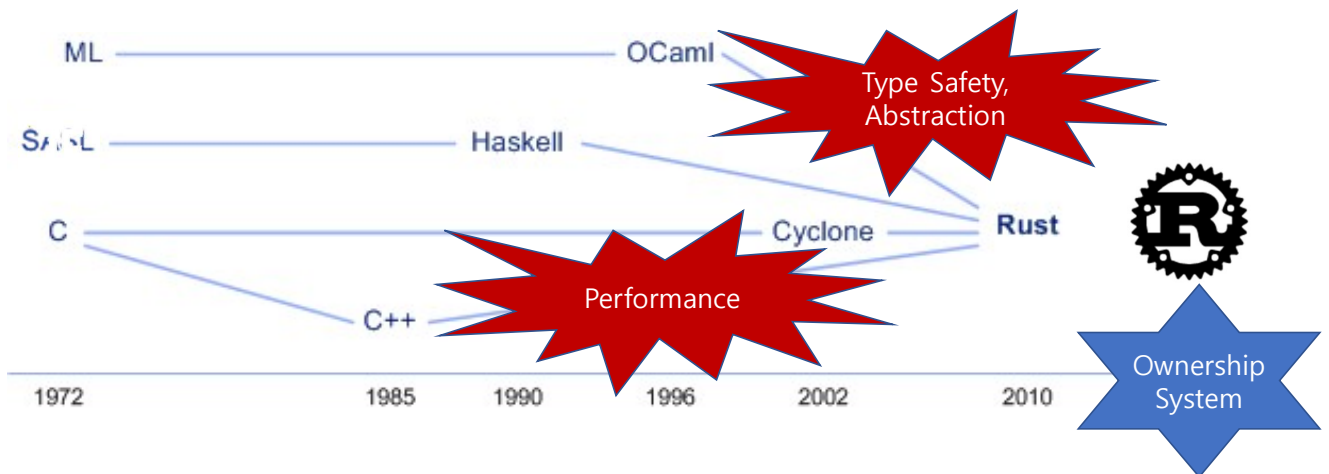 ML
OCaml
Type Safety,
Abstraction
Haskell
C
Cyclone
Rust
R
Performance
C++
Ownership
System
1972
1985
1990
1996
2002
2010